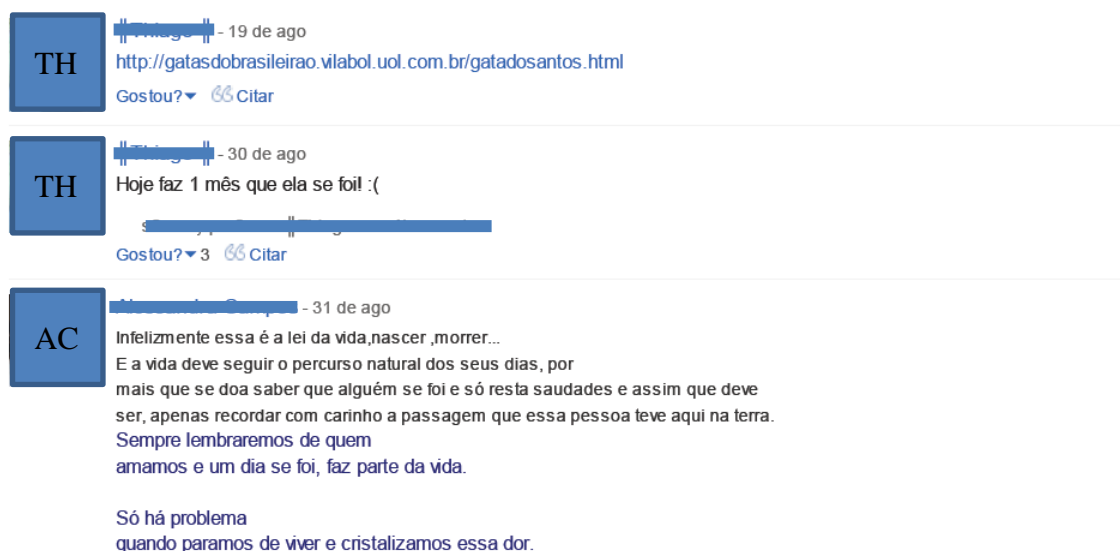 TH
- 19 de ago
http://gatasdobrasileirao.vilabol.uol.com.br/gatadosantos.html
Gostou? Citar
TH
- 30 de ago
Hoje faz 1 mês que ela se foi! :(
Gostou? 3 Citar
AC
- 31 de ago
Infelizmente essa é a lei da vida,nascer ,morrer...
E a vida deve seguir o percurso natural dos seus dias, por
mais que se doa saber que alguém se foi e só resta saudades e assim que deve
ser, apenas recordar com carinho a passagem que essa pessoa teve aqui na terra.
Sempre lembraremos de quem
amamos e um dia se foi, faz parte da vida.
Só há problema
quando paramos de viver e cristalizamos essa dor.